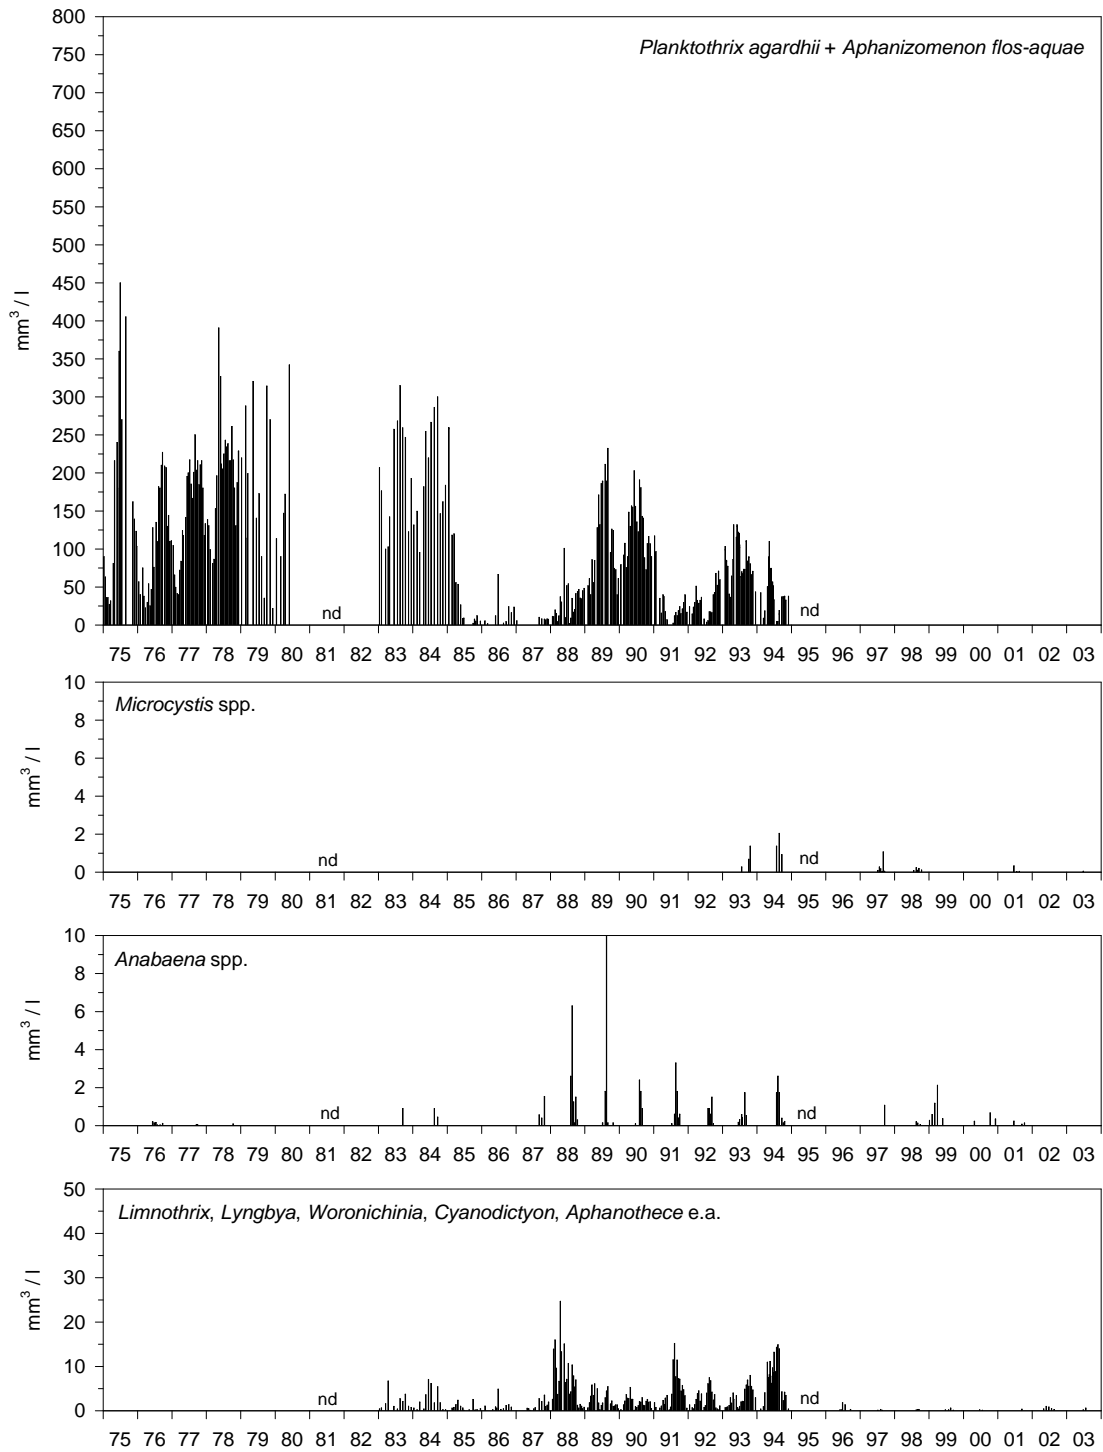 800
750
700
650
600
550
500
450
400
350
300
250
200
150
100
50
0
mm³ / l
Planktothrix agardhii + Aphanizomenon flos-aquae
nd
nd
75 76 77 78 79 80 81 82 83 84 85 86 87 88 89 90 91 92 93 94 95 96 97 98 99 00 01 02 03
10
8
6
4
2
0
mm³ / l
Microcystis spp.
nd
nd
75 76 77 78 79 80 81 82 83 84 85 86 87 88 89 90 91 92 93 94 95 96 97 98 99 00 01 02 03
10
8
6
4
2
0
mm³ / l
Anabaena spp.
nd
nd
75 76 77 78 79 80 81 82 83 84 85 86 87 88 89 90 91 92 93 94 95 96 97 98 99 00 01 02 03
50
40
30
20
10
0
mm³ / l
Limnothrix, Lyngbya, Woronichinia, Cyanodictyon, Aphanothece e.a.
nd
nd
75 76 77 78 79 80 81 82 83 84 85 86 87 88 89 90 91 92 93 94 95 96 97 98 99 00 01 02 03